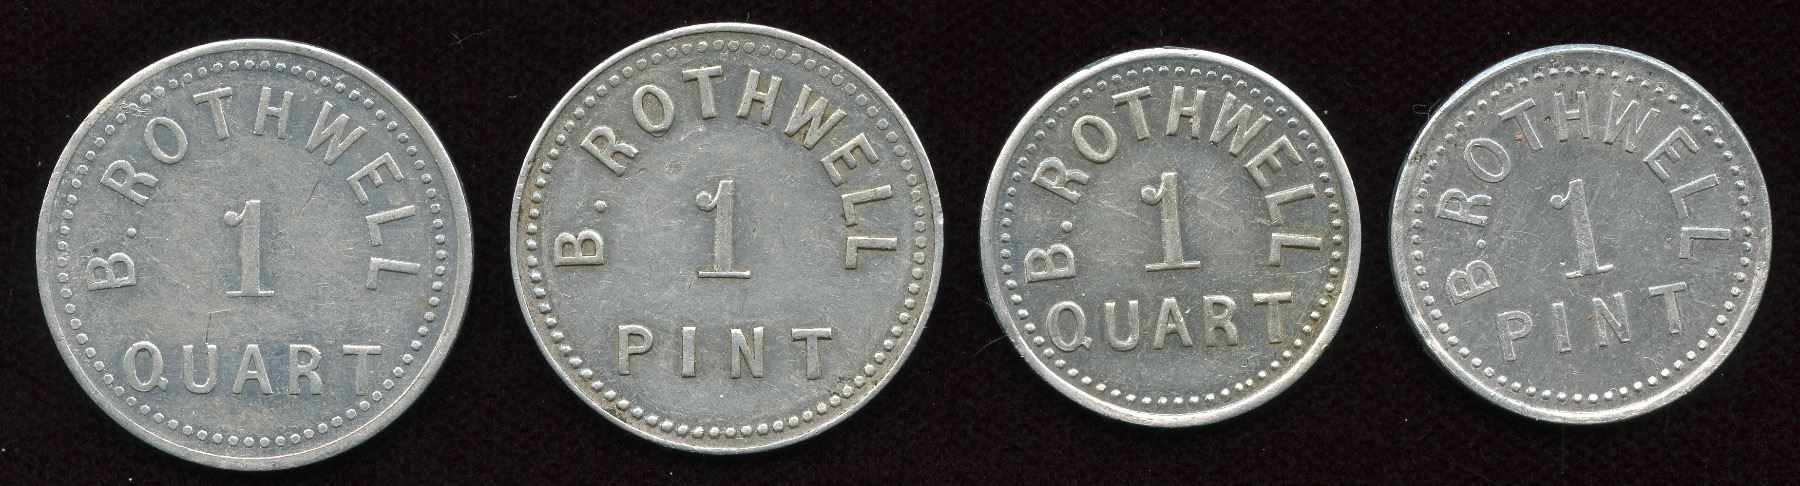 B. ROTHWELL
1
QUART
B. ROTHWELL
1
PINT
B. ROTHWELL
1
QUART
B. ROTHWELL
1
PINT